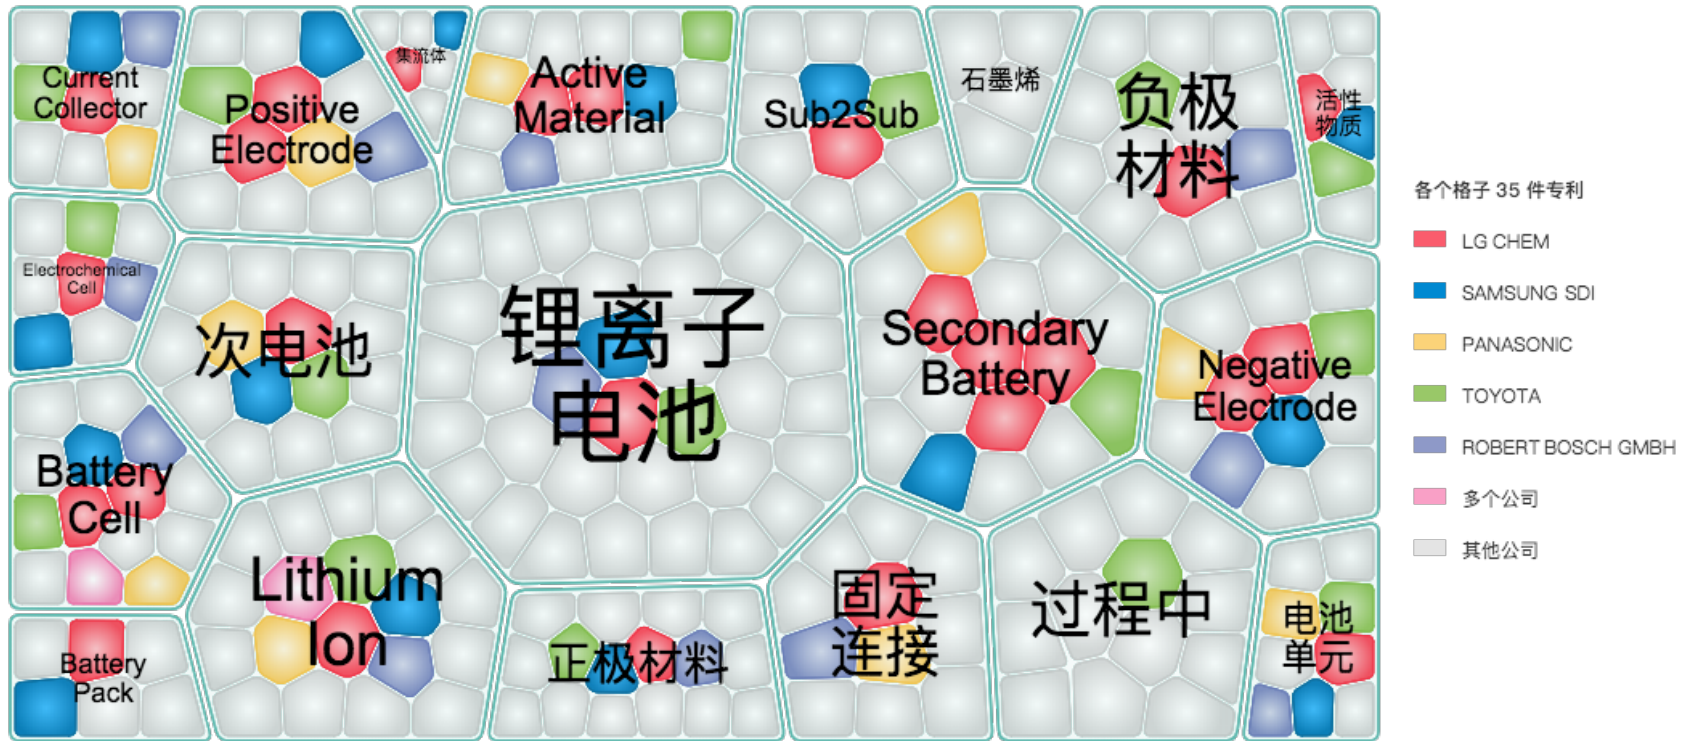 Current
Collector
Positive
Electrode
集流体
Active
Material
Sub2Sub
石墨烯
负极
材料
活性
物质
Electrochemical
Cell
次电池
锂离子
电池
Secondary
Battery
Negative
Electrode
Battery
Cell
Lithium
Ion
Battery
Pack
正极材料
固定
连接
过程中
电池
单元
各个格子 35 件专利
LG CHEM
SAMSUNG SDI
PANASONIC
TOYOTA
ROBERT BOSCH GMBH
多个公司
其他公司